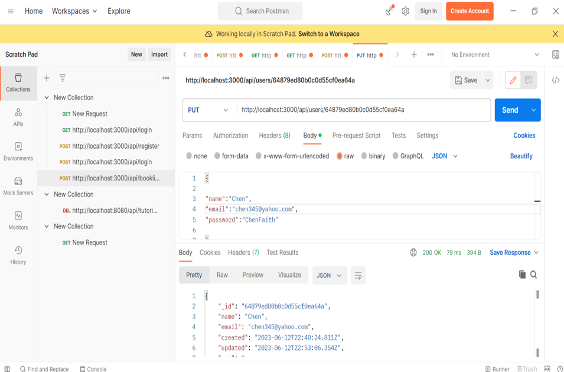 Home Workspaces Explore Search Postman Sign In Create Account
Working locally in Scratch Pad. Switch to a Workspace
Scratch Pad New Import
htt POST htt GET http GET http POST htt PUT http No Environment
http://localhost:3000/api/users/64879ed80b0c0d55cf0ea64a Save
Collections
New Collection
GET New Request
GET http://localhost:3000/api/login
POST http://localhost:3000/api/register
POST http://localhost:3000/api/login
POST http://localhost:3000/api/booki...
New Collection
DEL http://localhost:8080/api/tutori...
New Collection
GET New Request
APIs
Environments
Mock Servers
Monitors
History
PUT http://localhost:3000/api/users/64879ed80b0c0d55cf0ea64a Send
Params Authorization Headers (8) Body Pre-request Script Tests Settings Cookies
none form-data x-www-form-urlencoded raw binary GraphQL JSON Beautify
1 {
2
3 "name":"Chen",
4 "email":"chen345@yahoo.com",
5 "password":"ChenFaith"
6
Body Cookies Headers (7) Test Results 200 OK 79 ms 394 B Save Response
Pretty Raw Preview Visualize JSON
1 {
2 "_id": "64879ed80b0c0d55cf0ea64a",
3 "name": "Chen",
4 "email": "chen345@yahoo.com",
5 "created": "2023-06-12T22:40:24.811Z",
6 "updated": "2023-06-12T22:53:06.354Z",
Find and Replace Console Runner Trash